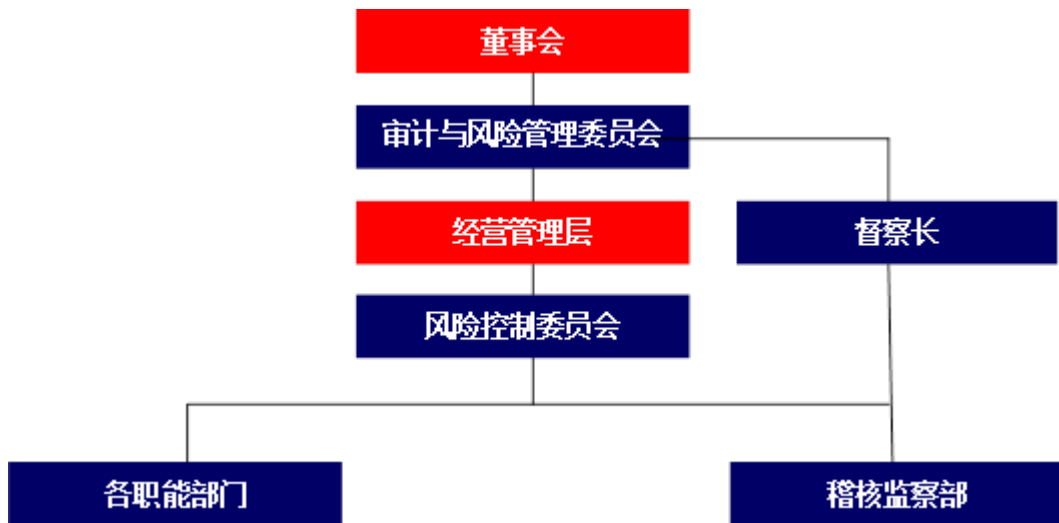 董事会
审计与风险管理委员会
经营管理层
督察长
风险控制委员会
各职能部门
稽核监察部